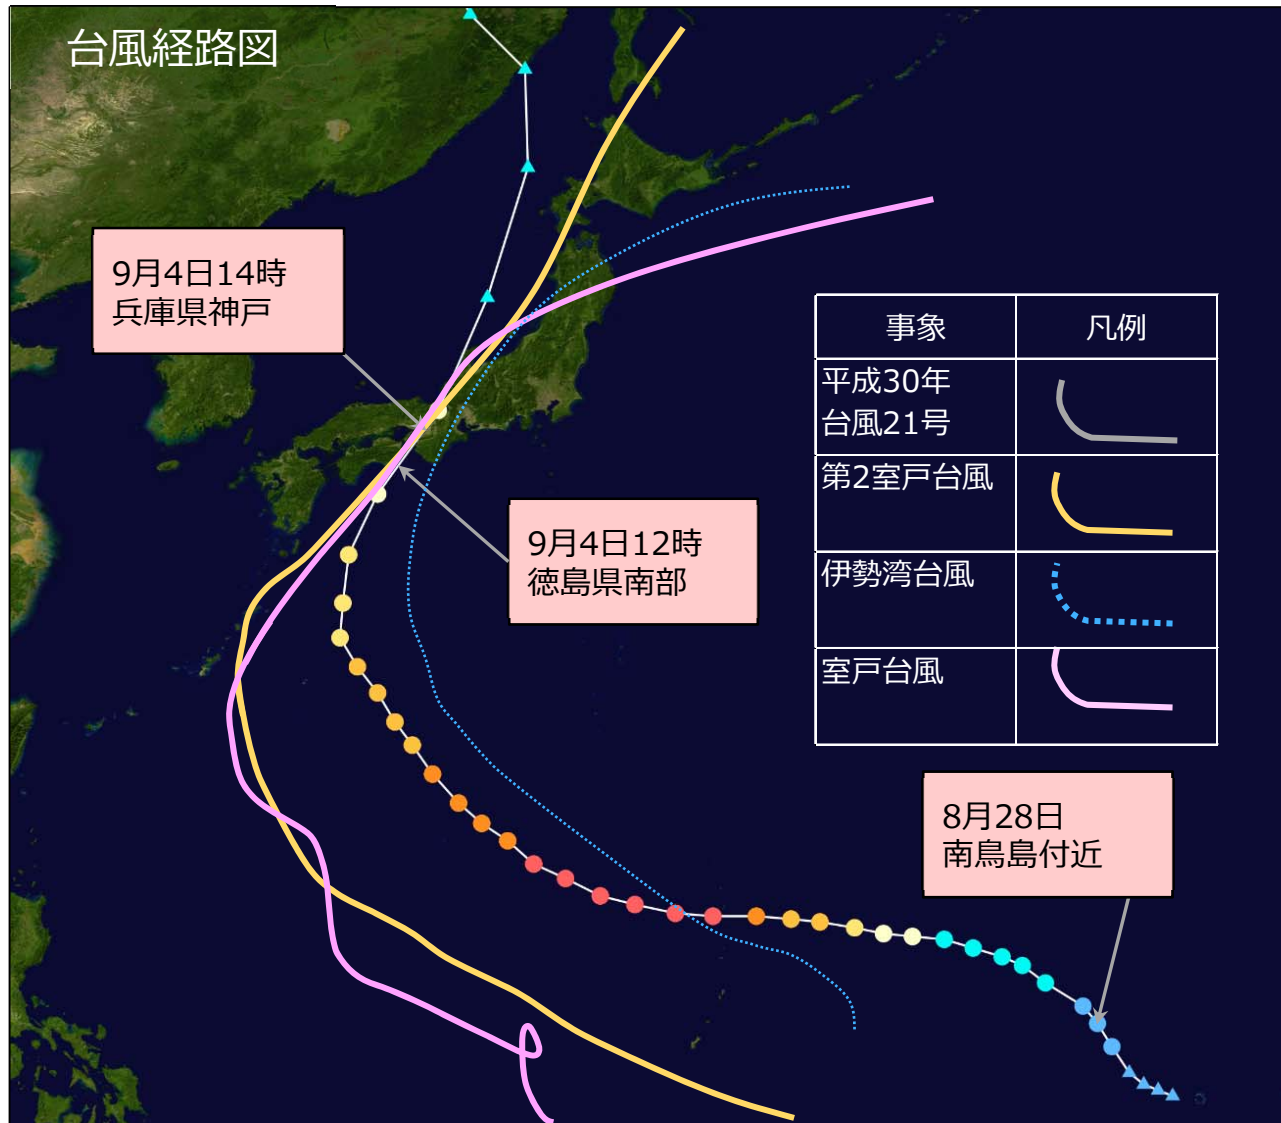 台風経路図
9月4日14時
兵庫県神戸
事象
凡例
平成30年
台風21号
第2室戸台風
伊勢湾台風
室戸台風
9月4日12時
徳島県南部
8月28日
南鳥島付近